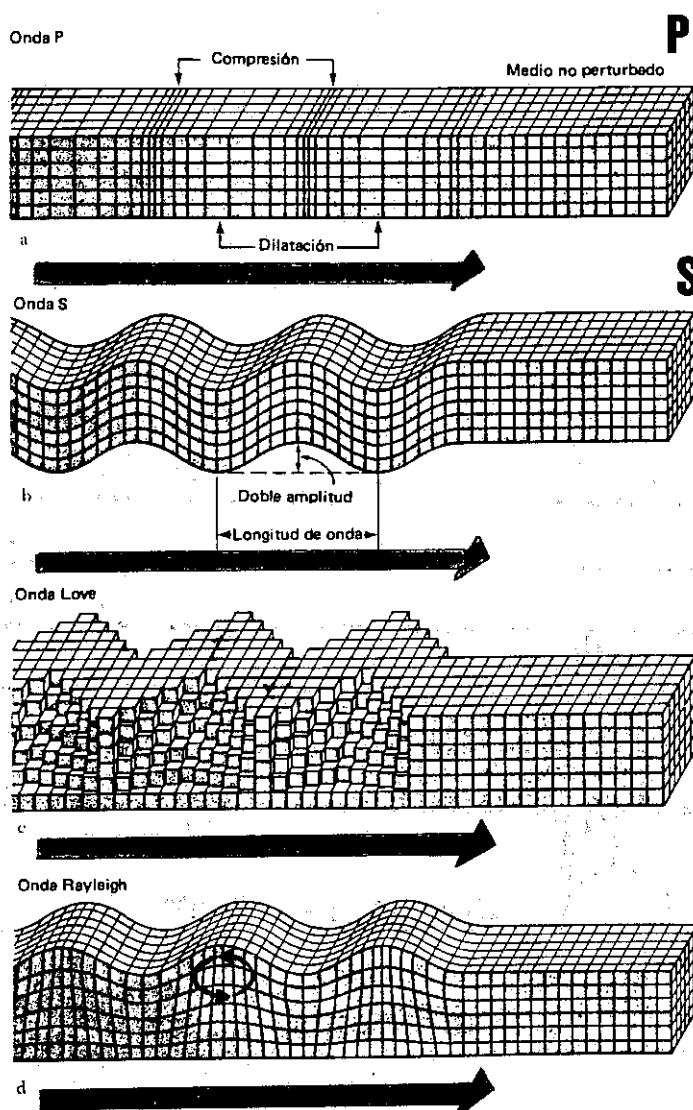 P
Onda P
Compresión
Medio no perturbado
Dilatación
a
S
Onda S
b
Doble amplitud
Longitud de onda
Onda Love
c
Onda Rayleigh
d